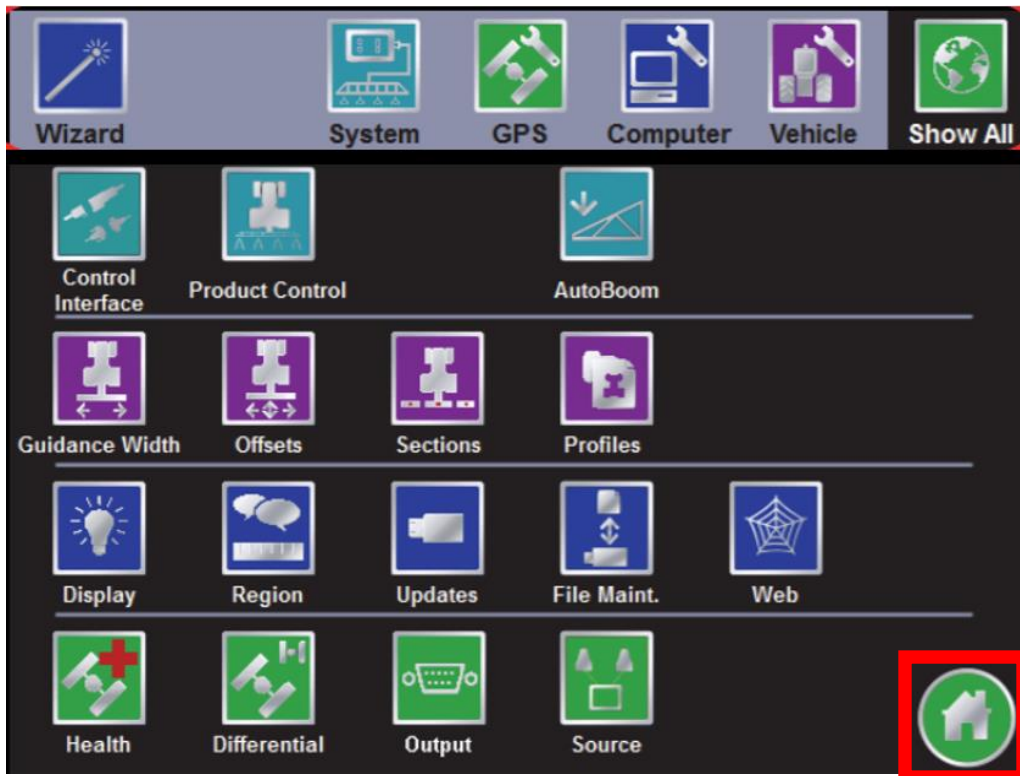 Wizard
System
GPS
Computer
Vehicle
Show All
Control
Interface
Product Control
AutoBoom
Guidance Width
Offsets
Sections
Profiles
Display
Region
Updates
File Maint.
Web
Health
Differential
Output
Source